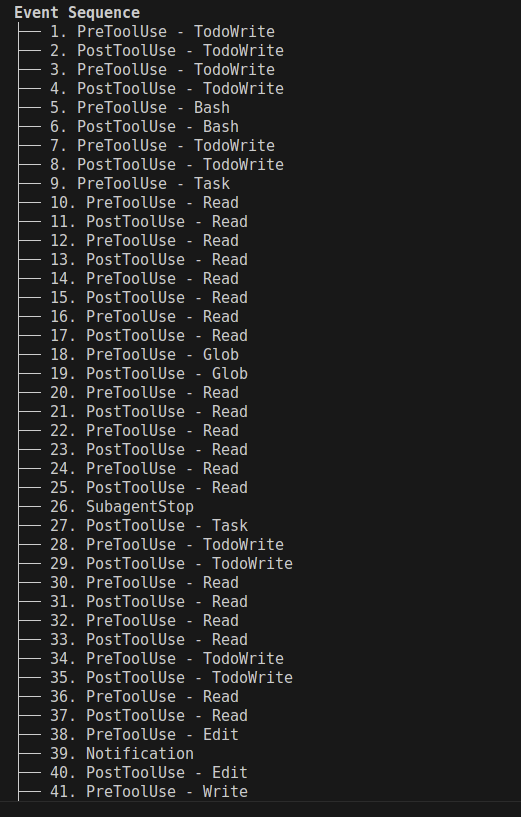 Event Sequence
1. PreToolUse - TodoWrite
2. PostToolUse - TodoWrite
3. PreToolUse - TodoWrite
4. PostToolUse - TodoWrite
5. PreToolUse - Bash
6. PostToolUse - Bash
7. PreToolUse - TodoWrite
8. PostToolUse - TodoWrite
9. PreToolUse - Task
10. PreToolUse - Read
11. PostToolUse - Read
12. PreToolUse - Read
13. PostToolUse - Read
14. PreToolUse - Read
15. PostToolUse - Read
16. PreToolUse - Read
17. PostToolUse - Read
18. PreToolUse - Glob
19. PostToolUse - Glob
20. PreToolUse - Read
21. PostToolUse - Read
22. PreToolUse - Read
23. PostToolUse - Read
24. PreToolUse - Read
25. PostToolUse - Read
26. SubagentStop
27. PostToolUse - Task
28. PreToolUse - TodoWrite
29. PostToolUse - TodoWrite
30. PreToolUse - Read
31. PostToolUse - Read
32. PreToolUse - Read
33. PostToolUse - Read
34. PreToolUse - TodoWrite
35. PostToolUse - TodoWrite
36. PreToolUse - Read
37. PostToolUse - Read
38. PreToolUse - Edit
39. Notification
40. PostToolUse - Edit
41. PreToolUse - Write